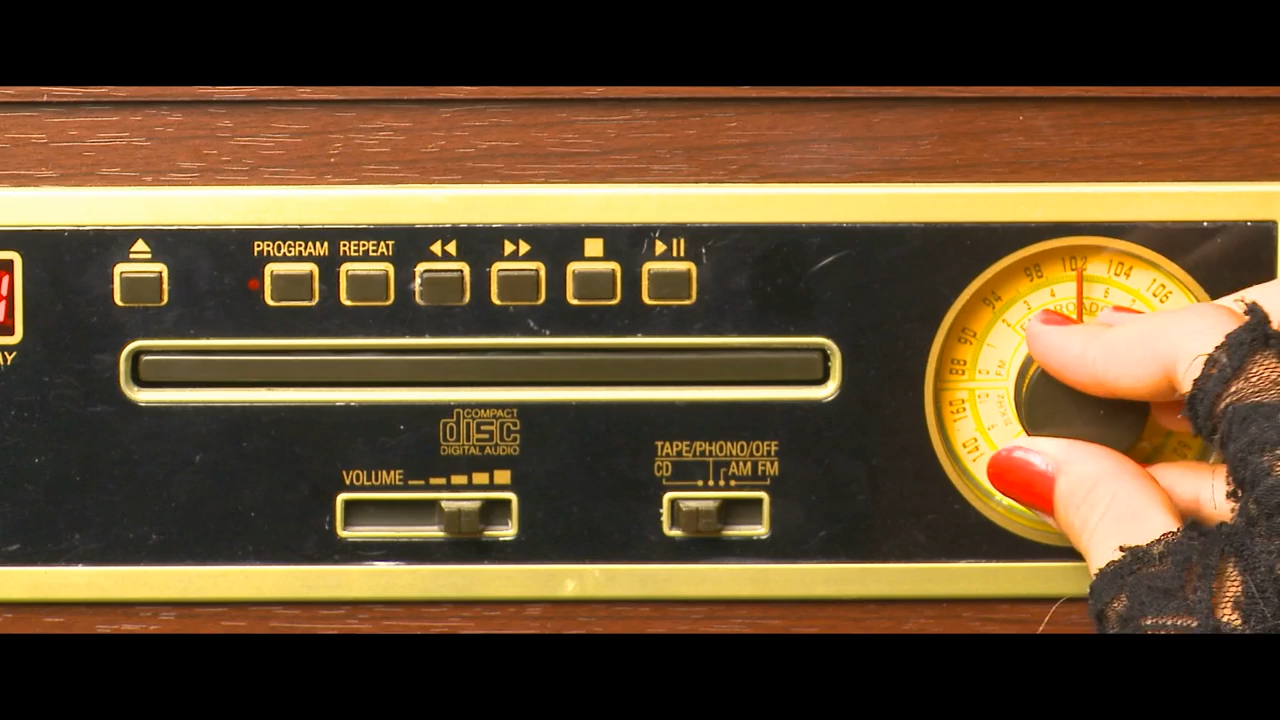 PROGRAM REPEAT
98 102 104 106
94
90
88
160
140
FM
KHz
COMPACT
disc
DIGITAL AUDIO
VOLUME
TAPE/PHONO/OFF
CD AM FM